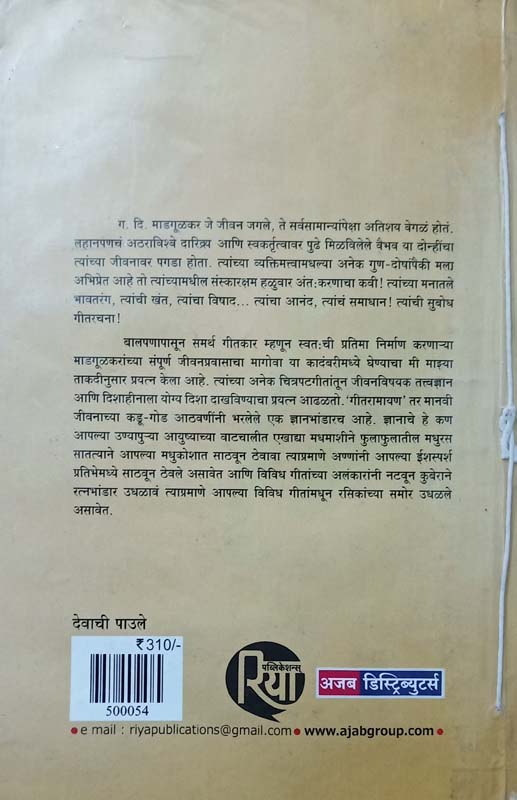 ग. दि. माडगूळकर जे जीवन जगले, ते सर्वसामान्यांपेक्षा अतिशय वेगळं होतं.
लहानपणचं अठराविश्वे दारिद्र्य आणि स्वकर्तृत्वावर पुढे मिळविलेले वैभव या दोन्हींचा
त्यांच्या जीवनावर पगडा होता. त्यांच्या व्यक्तिमत्त्वामधल्या अनेक गुण-दोषांपैकी मला
अभिप्रेत आहे तो त्यांच्यामधील संस्कारक्षम हळुवार अंत:करणाचा कवी! त्यांच्या मनातले
भावतरंग, त्यांची खंत, त्यांचा विषाद... त्यांचा आनंद, त्यांचं समाधान! त्यांची सुबोध
गीतरचना!
बालपणापासून समर्थ गीतकार म्हणून स्वत:ची प्रतिमा निर्माण करणाऱ्या
माडगूळकरांच्या संपूर्ण जीवनप्रवासाचा मागोवा या कादंबरीमध्ये घेण्याचा मी माझ्या
ताकदीनुसार प्रयत्न केला आहे. त्यांच्या अनेक चित्रपटगीतांतून जीवनविषयक तत्त्वज्ञान
आणि दिशाहीनाला योग्य दिशा दाखविण्याचा प्रयत्न आढळतो. 'गीतरामायण' तर मानवी
जीवनाच्या कडू-गोड आठवणींनी भरलेले एक ज्ञानभांडारच आहे. ज्ञानाचे हे कण
आपल्या उण्यापुऱ्या आयुष्याच्या वाटचालीत एखाद्या मधमाशीने फुलाफुलातील मधुरस
सातत्याने आपल्या मधुकोशात साठवून टेवावा त्याप्रमाणे अण्णांनी आपल्या ईशस्पर्श
प्रतिभेमध्ये साठवून ठेवले असावेत आणि विविध गीतांच्या अलंकारांनी नटवून कुबेराने
रत्नभांडार उधळावं त्याप्रमाणे आपल्या विविध गीतांमधून रसिकांच्या समोर उधळले
असावेत.
देवाची पाउले
₹310/-
500054
पब्लिकेशन्स
रिया
अजब डिस्ट्रिब्युटर्स
• e mail : riyapublications@gmail.com • www.ajabgroup.com